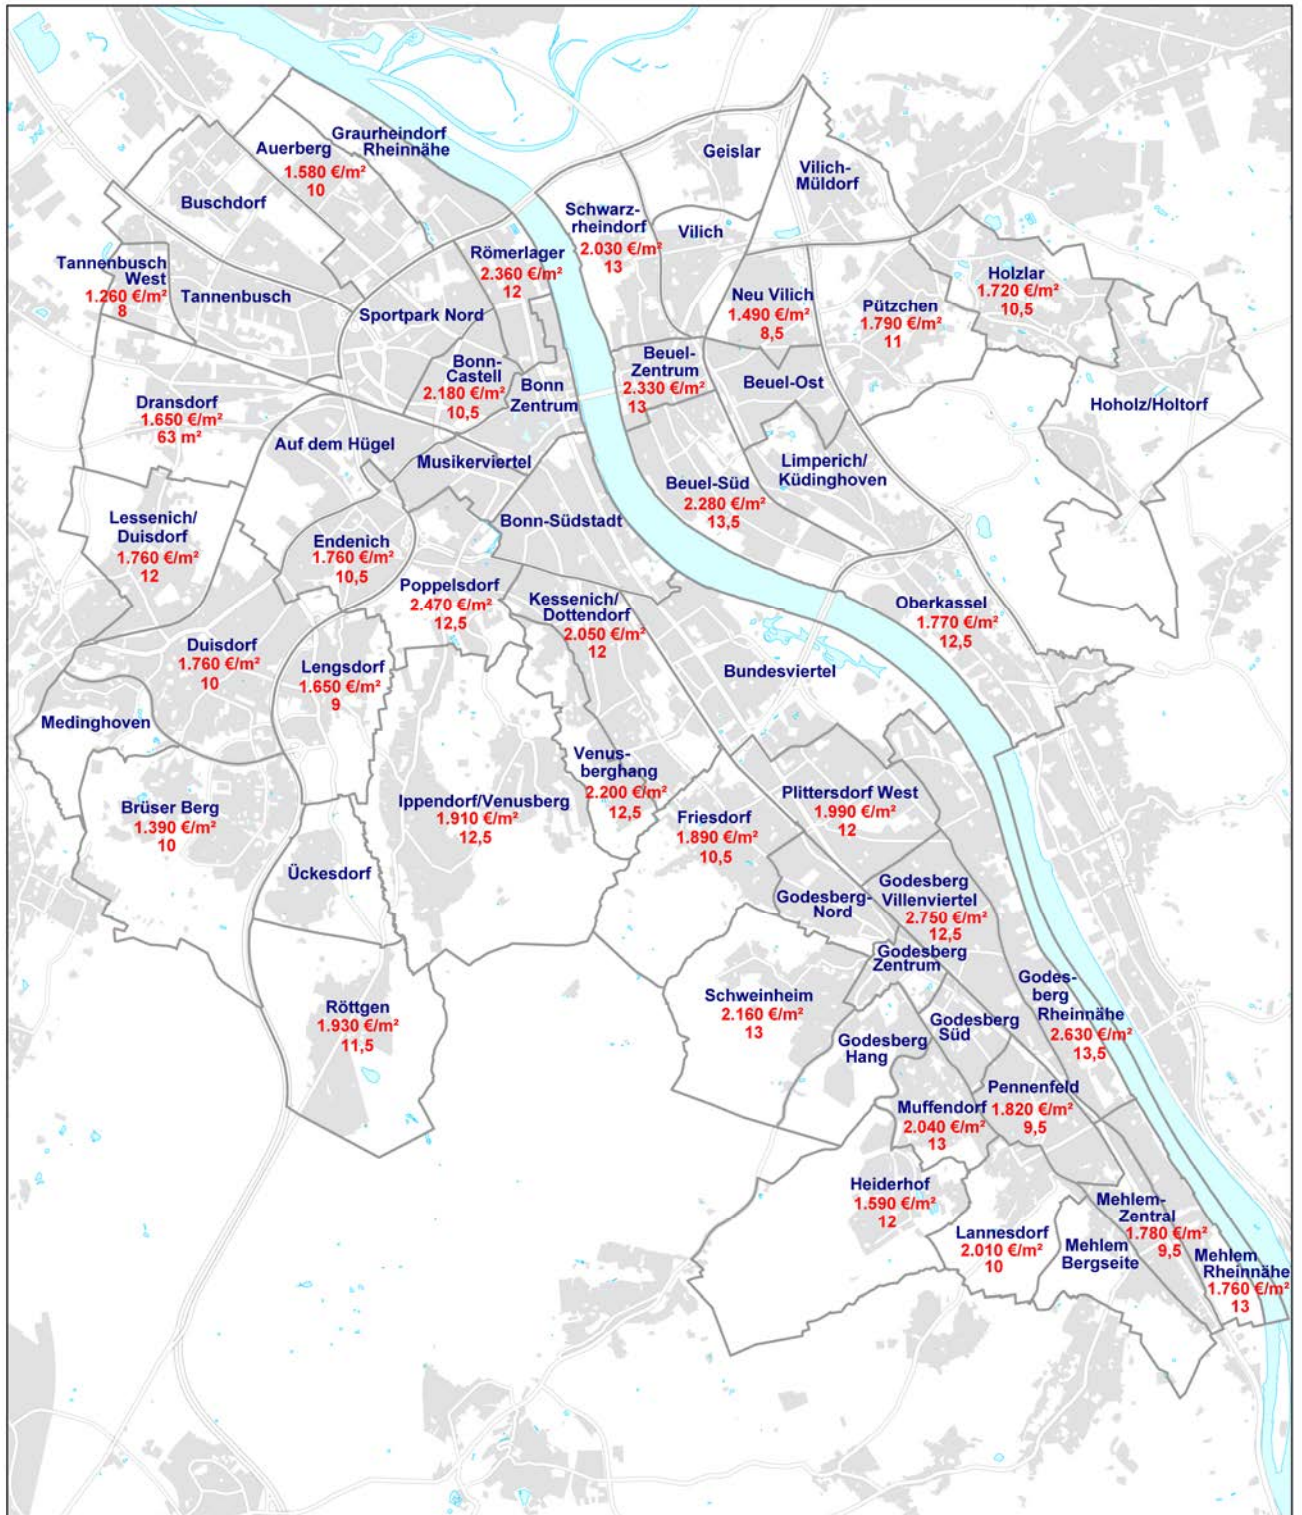 Graurheindorf
Rheinnähe
Auerberg
1.580 €/m²
10
Buschdorf
Geislar
Vilich-
Müldorf
Schwarz-
rheindorf
2.030 €/m²
13
Vilich
Tannenbusch
West
1.260 €/m²
8
Tannenbusch
Römerlager
2.360 €/m²
12
Sportpark Nord
Neu Vilich
1.490 €/m²
8,5
Pützchen
1.790 €/m²
11
Holzlar
1.720 €/m²
10,5
Bonn-
Castell
2.180 €/m²
10,5
Bonn
Zentrum
Beuel-
Zentrum
2.330 €/m²
13
Beuel-Ost
Hoholz/Holtorf
Dransdorf
1.650 €/m²
63 m²
Auf dem Hügel
Musikerviertel
Limperich/
Küdinghoven
Beuel-Süd
2.280 €/m²
13,5
Lessenich/
Duisdorf
1.760 €/m²
12
Endenich
1.760 €/m²
10,5
Bonn-Südstadt
Poppelsdorf
2.470 €/m²
12,5
Kessenich/
Dottendorf
2.050 €/m²
12
Oberkassel
1.770 €/m²
12,5
Duisdorf
1.760 €/m²
10
Lengsdorf
1.650 €/m²
9
Bundesviertel
Medinghoven
Venus-
berghang
2.200 €/m²
12,5
Brüser Berg
1.390 €/m²
10
Ippendorf/Venusberg
1.910 €/m²
12,5
Plittersdorf West
1.990 €/m²
12
Friesdorf
1.890 €/m²
10,5
Ückesdorf
Godesberg-
Nord
Godesberg
Villenviertel
2.750 €/m²
12,5
Godesberg
Zentrum
Röttgen
1.930 €/m²
11,5
Schweinheim
2.160 €/m²
13
Godesberg
Süd
Godes-
berg
Rheinnähe
2.630 €/m²
13,5
Godesberg
Hang
Pennenfeld
1.820 €/m²
9,5
Muffendorf
2.040 €/m²
13
Heiderhof
1.590 €/m²
12
Lannesdorf
2.010 €/m²
10
Mehlem
Bergseite
Mehlem-
Zentral
1.780 €/m²
9,5
Mehlem
Rheinnähe
1.760 €/m²
13